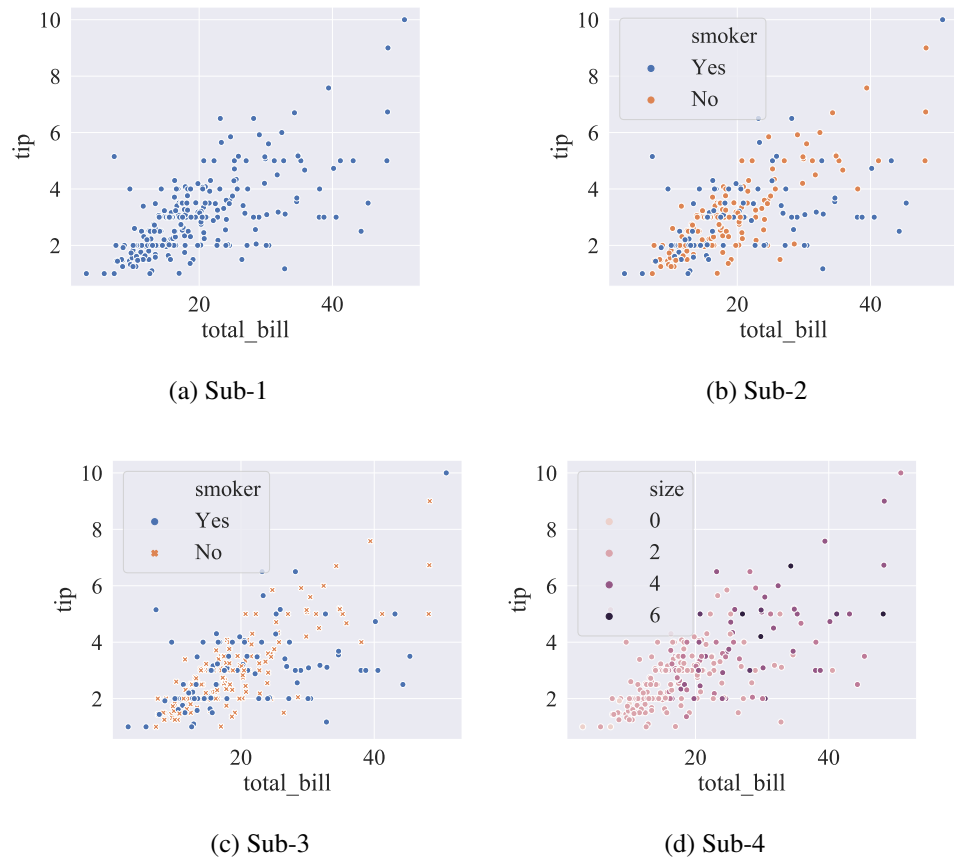 10
8
6
4
2
tip
20 40
total_bill
(a) Sub-1
10
8
6
4
2
tip
smoker
Yes
No
20 40
total_bill
(b) Sub-2
10
8
6
4
2
tip
smoker
Yes
No
20 40
total_bill
(c) Sub-3
10
8
6
4
2
tip
size
0
2
4
6
20 40
total_bill
(d) Sub-4